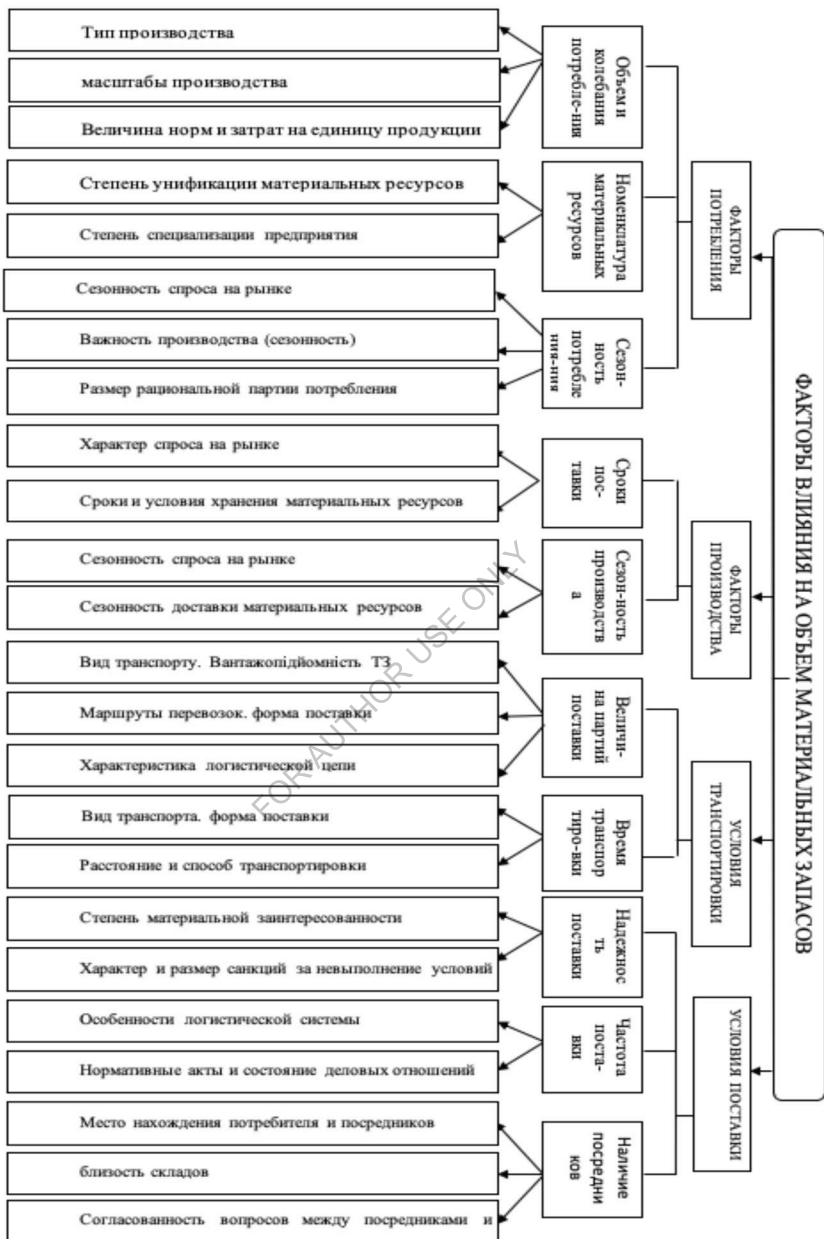 ФАКТОРЫ ВЛИЯНИЯ НА ОБЪЕМ МАТЕРИАЛЬНЫХ ЗАПАСОВ
ФАКТОРЫ
ПОТРЕБЛЕНИЯ
Объем и
колебания
потребле-ния
Тип производства
масштабы производства
Величина норм и затрат на единицу продукции
Номенклатура
материальных
ресурсов
Степень унификации материальных ресурсов
Степень специализации предприятия
Сезон-
ность
потребле
ния-ния
Сезонность спроса на рынке
Важность производства (сезонность)
Размер рациональной партии потребления
ФАКТОРЫ
ПРОИЗВОДСТВА
Сроки
пос-
тавки
Характер спроса на рынке
Сроки и условия хранения материальных ресурсов
Сезон-ность
производств
а
Сезонность спроса на рынке
Сезонность доставки материальных ресурсов
УСЛОВИЯ
ТРАНСПОРТИРОВКИ
Величи-
на партий
поставки
Вид транспорту. Вантажопідйомність ТЗ
Маршруты перевозок. форма поставки
Характеристика логистической цепи
Время
транспор
тиро-вки
Вид транспорта. форма поставки
Расстояние и способ транспортировки
УСЛОВИЯ ПОСТАВКИ
Надежнос
ть
поставки
Степень материальной заинтересованности
Характер и размер санкций за невыполнение условий
Частота
поста-
вки
Особенности логистической системы
Нормативные акты и состояние деловых отношений
Наличие
посредни
ков
Место нахождения потребителя и посредников
близость складов
Согласованность вопросов между посредниками и
FOR AUTHOR USE ONLY